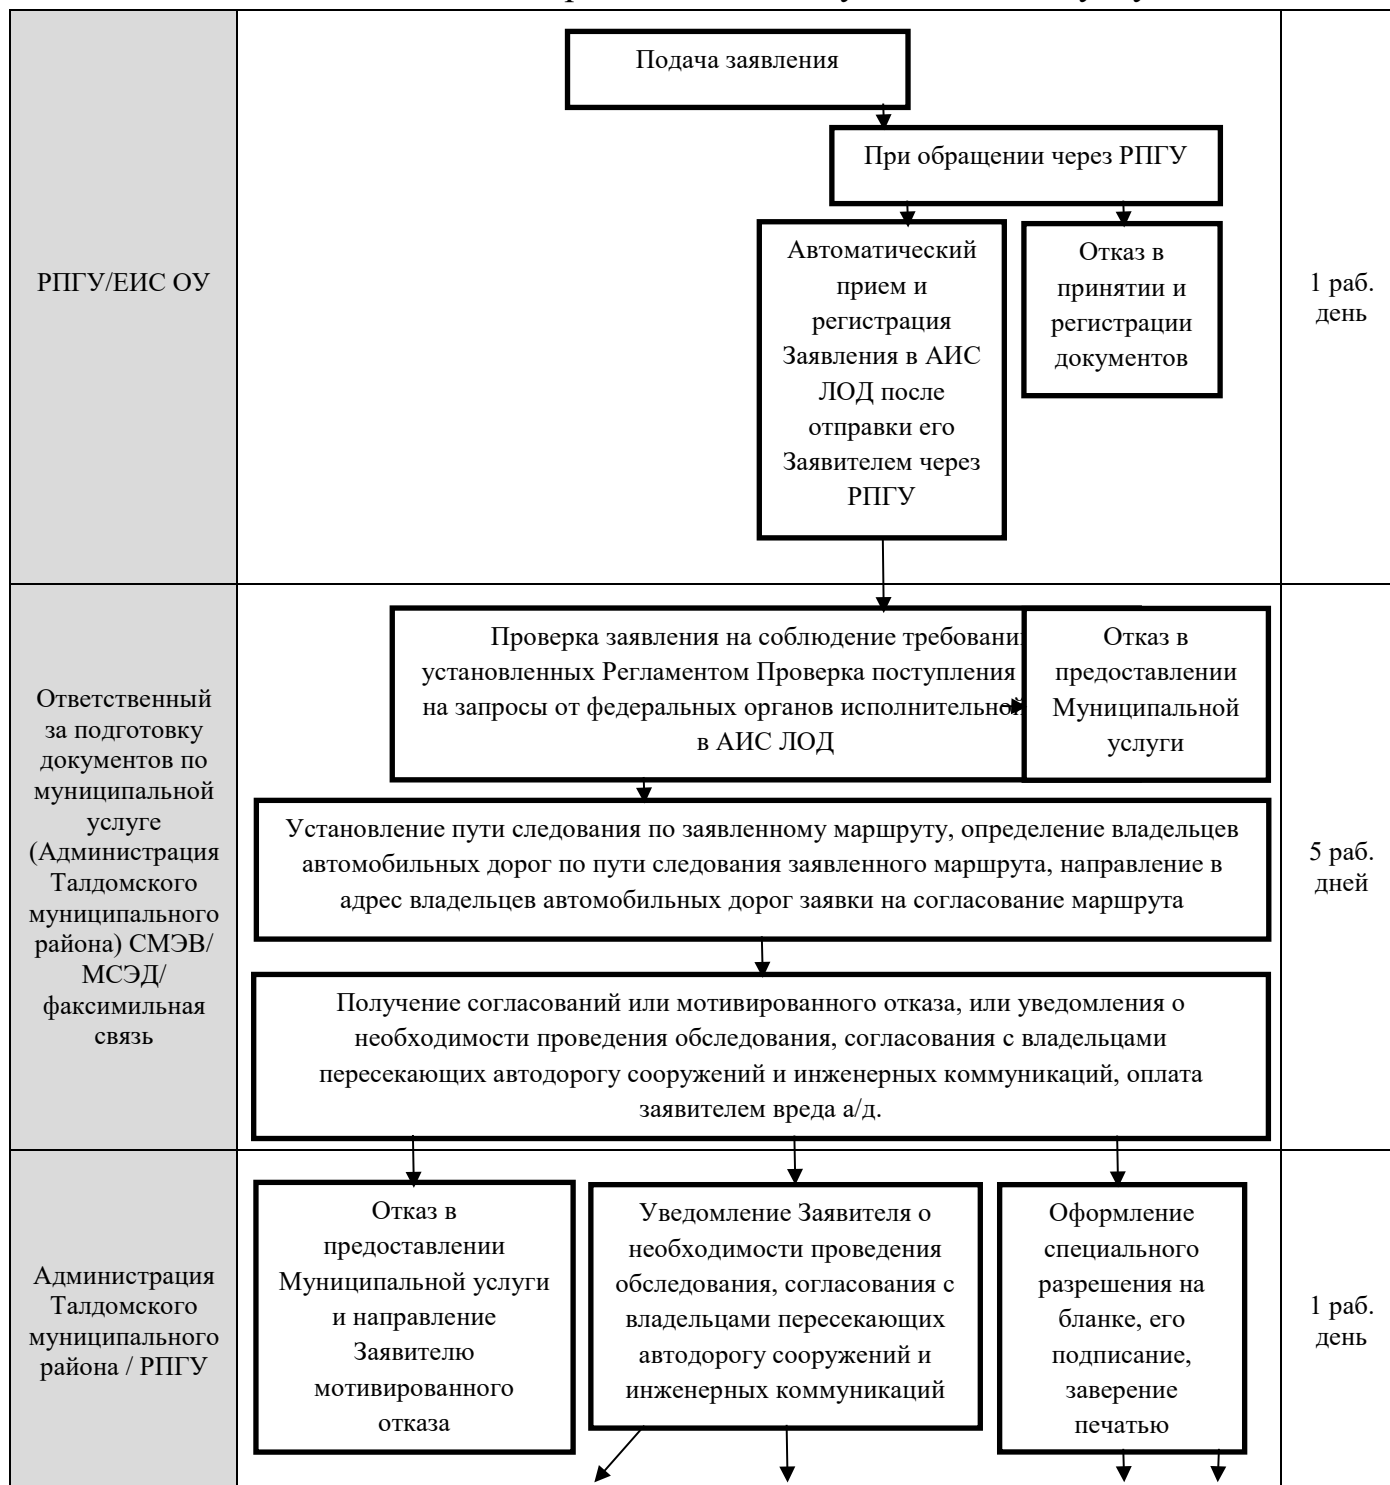 Подача заявления
При обращении через РПГУ
РПГУ/ЕИС ОУ
Автоматический
прием и
регистрация
Заявления в АИС
ЛОД после
отправки его
Заявителем через
РПГУ
Отказ в
принятии и
регистрации
документов
1 раб.
день
Ответственный
за подготовку
документов по
муниципальной
услуге
(Администрация
Талдомского
муниципального
района) СМЭВ/
МСЭД/
факсимильная
связь
Проверка заявления на соблюдение требовани
установленных Регламентом Проверка поступления
на запросы от федеральных органов исполнительной
в АИС ЛОД
Отказ в
предоставлении
Муниципальной
услуги
Установление пути следования по заявленному маршруту, определение владельцев
автомобильных дорог по пути следования заявленного маршрута, направление в
адрес владельцев автомобильных дорог заявки на согласование маршрута
Получение согласований или мотивированного отказа, или уведомления о
необходимости проведения обследования, согласования с владельцами
пересекающих автодорогу сооружений и инженерных коммуникаций, оплата
заявителем вреда а/д.
5 раб.
дней
Администрация
Талдомского
муниципального
района / РПГУ
Отказ в
предоставлении
Муниципальной услуги
и направление
Заявителю
мотивированного
отказа
Уведомление Заявителя о
необходимости проведения
обследования, согласования с
владельцами пересекающих
автодорогу сооружений и
инженерных коммуникаций
Оформление
специального
разрешения на
бланке, его
подписание,
заверение
печатью
1 раб.
день